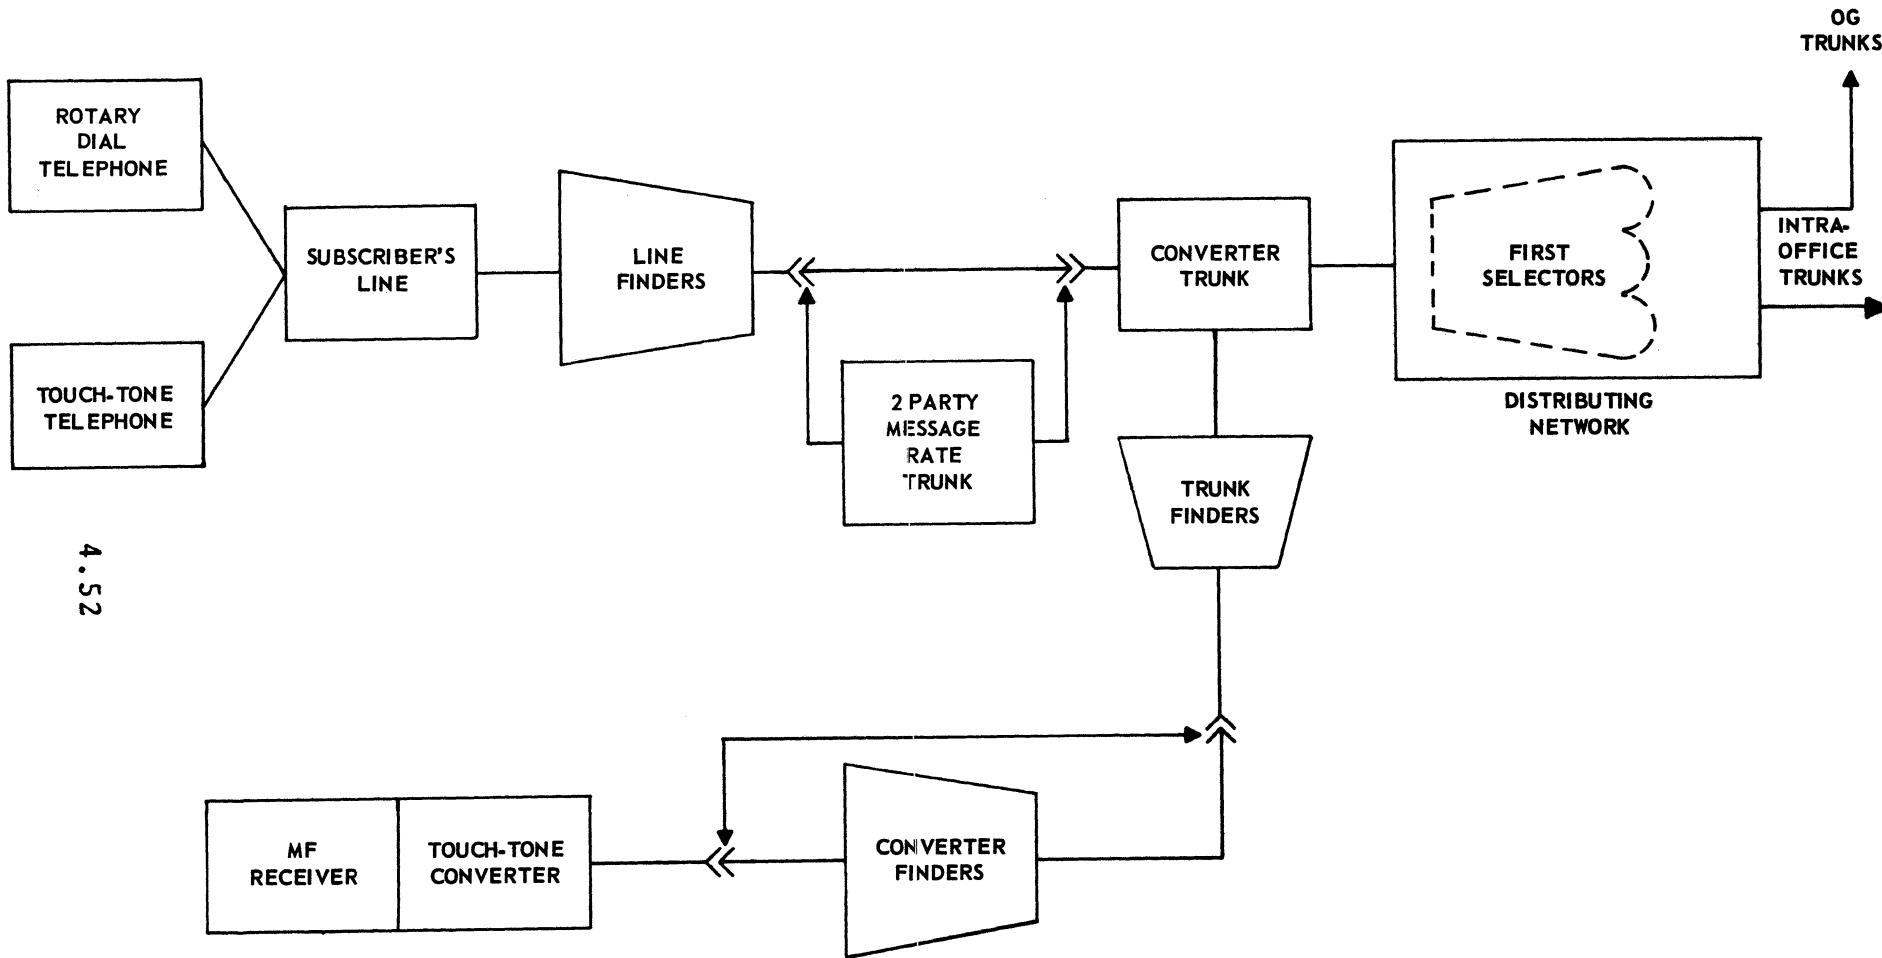 OG
TRUNKS
ROTARY
DIAL
TELEPHONE
SUBSCRIBER'S
LINE
LINE
FINDERS
CONVERTER
TRUNK
FIRST
SELECTORS
INTRA-
OFFICE
TRUNKS
TOUCH-TONE
TELEPHONE
2 PARTY
MESSAGE
RATE
TRUNK
DISTRIBUTING
NETWORK
TRUNK
FINDERS
4.52
MF
RECEIVER
TOUCH-TONE
CONVERTER
CONVERTER
FINDERS